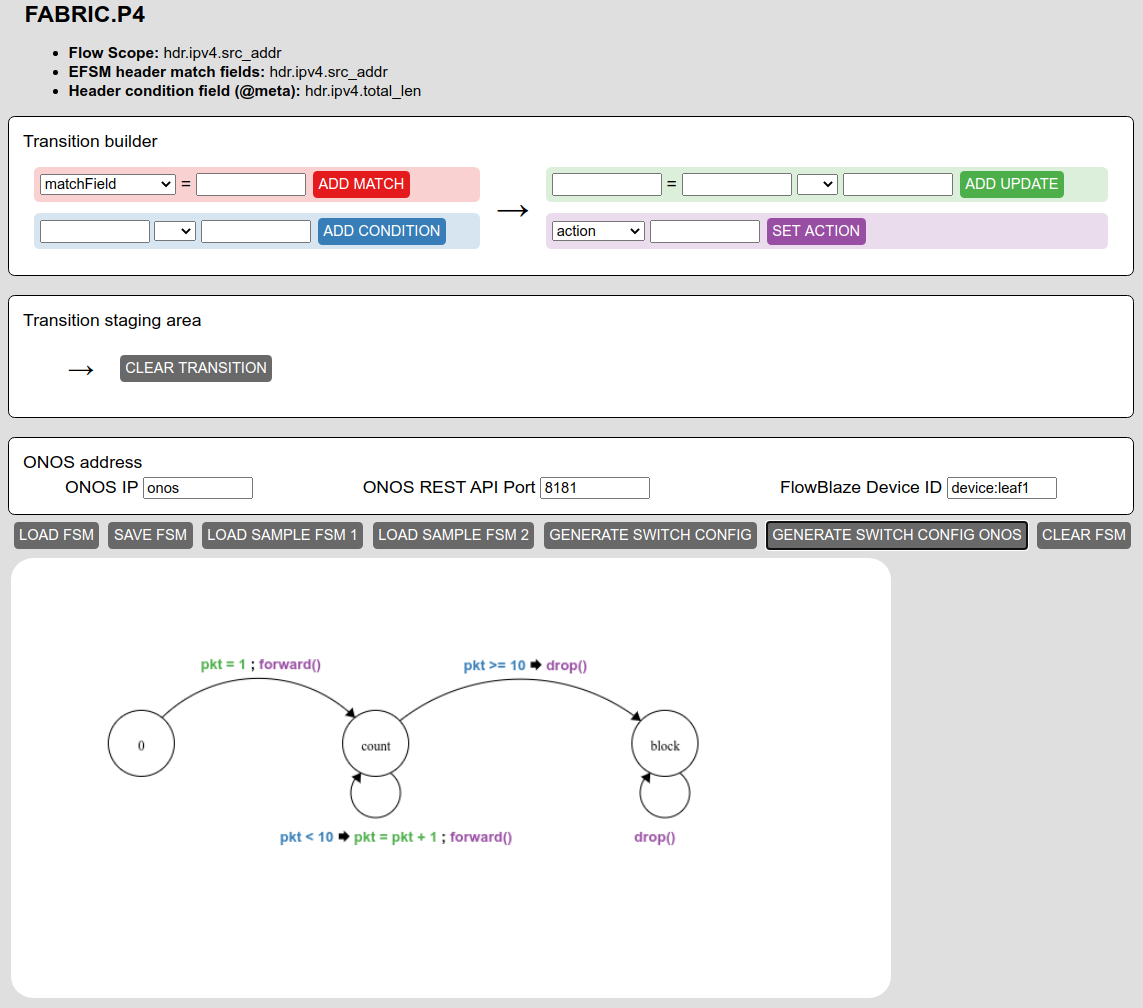 FABRIC.P4
• Flow Scope: hdr.ipv4.src_addr
• EFSM header match fields: hdr.ipv4.src_addr
• Header condition field (@meta): hdr.ipv4.total_len
Transition builder
matchField = ADD MATCH
→
= ADD UPDATE
ADD CONDITION
action SET ACTION
Transition staging area
→ CLEAR TRANSITION
ONOS address
ONOS IP onos ONOS REST API Port 8181 FlowBlaze Device ID device:leaf1
LOAD FSM SAVE FSM LOAD SAMPLE FSM 1 LOAD SAMPLE FSM 2 GENERATE SWITCH CONFIG GENERATE SWITCH CONFIG ONOS CLEAR FSM
pkt = 1 ; forward() pkt >= 10 🡆 drop()
0 count block
pkt < 10 🡆 pkt = pkt + 1 ; forward() drop()